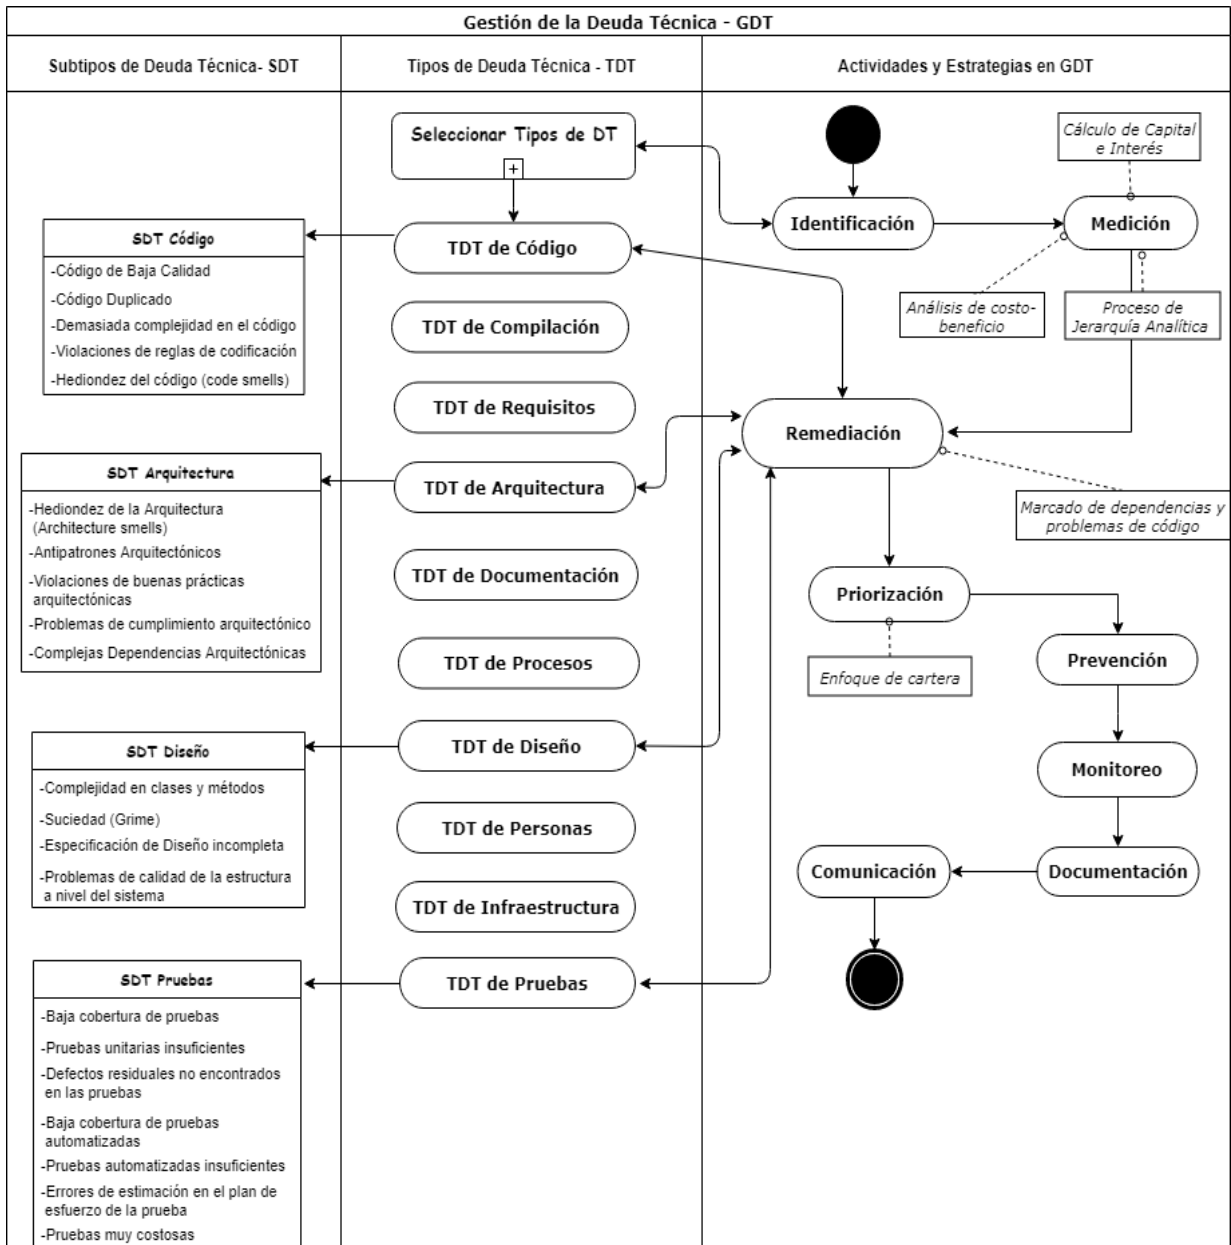 Gestión de la Deuda Técnica - GDT
Subtipos de Deuda Técnica- SDT
Tipos de Deuda Técnica - TDT
Actividades y Estrategias en GDT
SDT Código
-Código de Baja Calidad
-Código Duplicado
-Demasiada complejidad en el código
-Violaciones de reglas de codificación
-Hediondez del código (code smells)
SDT Arquitectura
-Hediondez de la Arquitectura
(Architecture smells)
-Antipatrones Arquitectónicos
-Violaciones de buenas prácticas
arquitectónicas
-Problemas de cumplimiento arquitectónico
-Complejas Dependencias Arquitectónicas
SDT Diseño
-Complejidad en clases y métodos
-Suciedad (Grime)
-Especificación de Diseño incompleta
-Problemas de calidad de la estructura
a nivel del sistema
SDT Pruebas
-Baja cobertura de pruebas
-Pruebas unitarias insuficientes
-Defectos residuales no encontrados
en las pruebas
-Baja cobertura de pruebas
automatizadas
-Pruebas automatizadas insuficientes
-Errores de estimación en el plan de
esfuerzo de la prueba
-Pruebas muy costosas
Seleccionar Tipos de DT
+
TDT de Código
TDT de Compilación
TDT de Requisitos
TDT de Arquitectura
TDT de Documentación
TDT de Procesos
TDT de Diseño
TDT de Personas
TDT de Infraestructura
TDT de Pruebas
Cálculo de Capital
e Interés
Identificación
Medición
Análisis de costo-
beneficio
Proceso de
Jerarquía Analítica
Remediación
Marcado de dependencias y
problemas de código
Priorización
Enfoque de cartera
Prevención
Monitoreo
Documentación
Comunicación